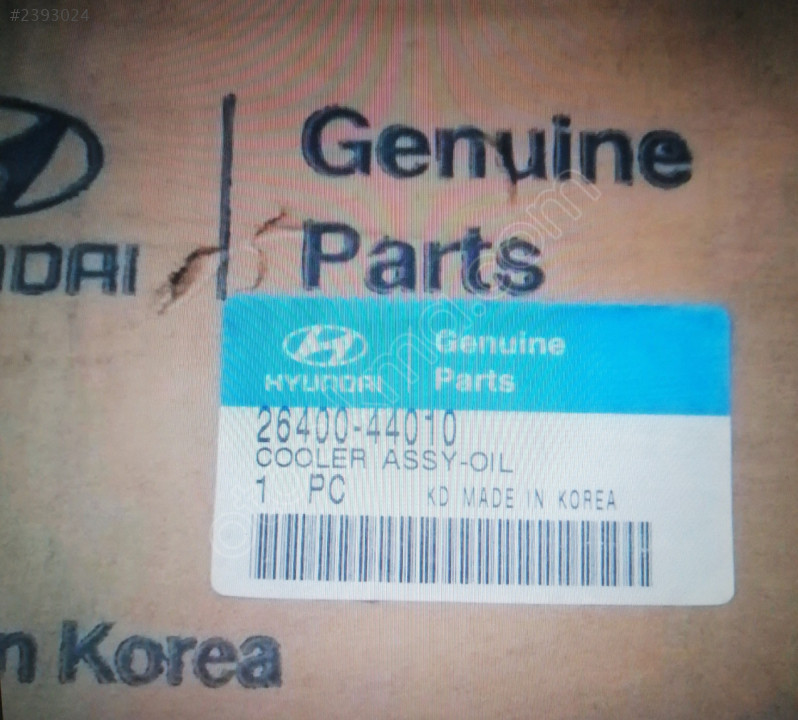 #2393024
Genuine
Parts
HYUNDAI
Genuine
Parts
26400-44010
COOLER ASSY-OIL
1 PC KD MADE IN KOREA
n Korea